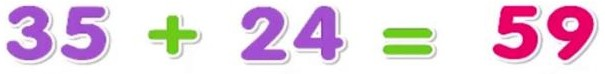 35 + 24 = 59